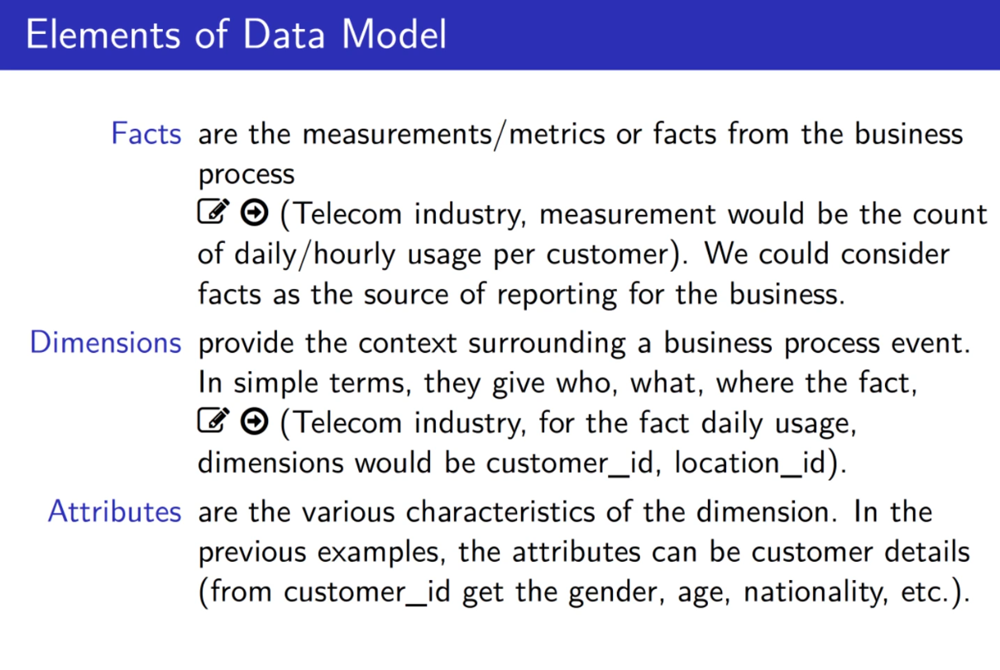 Elements of Data Model
Facts are the measurements/metrics or facts from the business
process
(Telecom industry, measurement would be the count
of daily/hourly usage per customer). We could consider
facts as the source of reporting for the business.
Dimensions provide the context surrounding a business process event.
In simple terms, they give who, what, where the fact,
(Telecom industry, for the fact daily usage,
dimensions would be customer_id, location_id).
Attributes are the various characteristics of the dimension. In the
previous examples, the attributes can be customer details
(from customer_id get the gender, age, nationality, etc.).